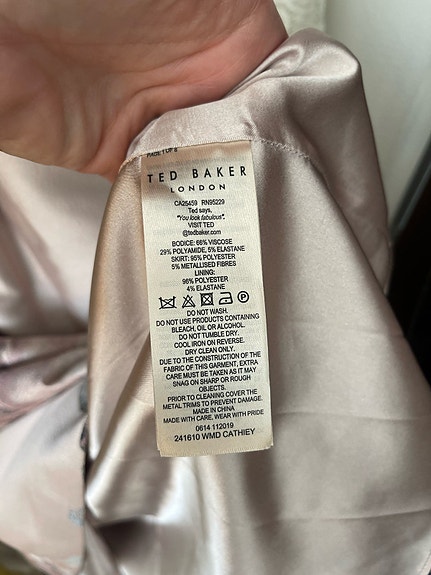 PAGE 1 OF 8
TED BAKER
LONDON
CA25459 RN95229
Ted says,
"You look fabulous".
VISIT TED
@tedbaker.com
BODICE: 66% VISCOSE
29% POLYAMIDE, 5% ELASTANE
SKIRT: 95% POLYESTER
5% METALLISED FIBRES
LINING:
96% POLYESTER
4% ELASTANE
P
DO NOT WASH.
DO NOT USE PRODUCTS CONTAINING
BLEACH, OIL OR ALCOHOL.
DO NOT TUMBLE DRY.
COOL IRON ON REVERSE.
DRY CLEAN ONLY.
DUE TO THE CONSTRUCTION OF THE
FABRIC OF THIS GARMENT, EXTRA
CARE MUST BE TAKEN AS IT MAY
SNAG ON SHARP OR ROUGH
OBJECTS.
PRIOR TO CLEANING COVER THE
METAL TRIMS TO PREVENT DAMAGE.
MADE IN CHINA
MADE WITH CARE, WEAR WITH PRIDE
0614 112019
241610 WMD CATHIEY